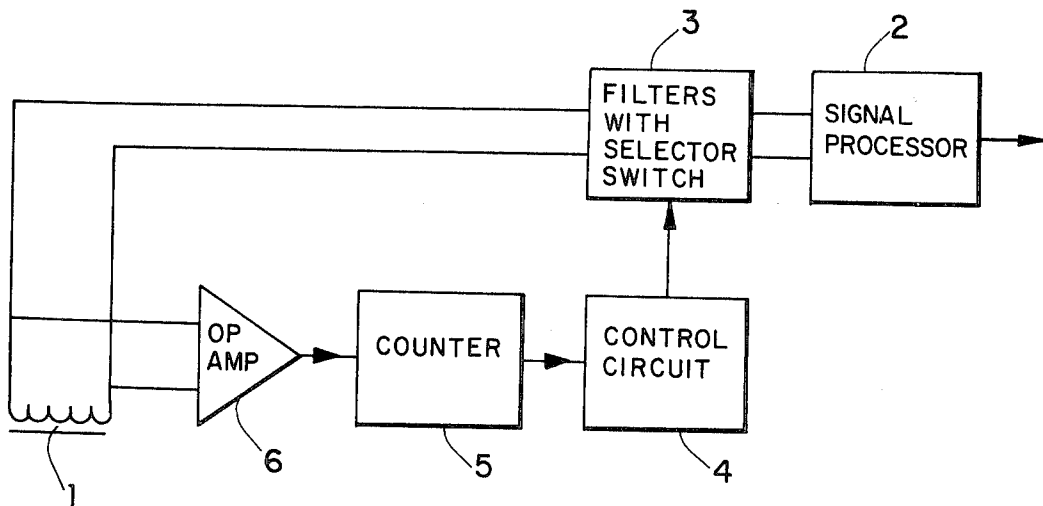 3
2
FILTERS
WITH
SELECTOR
SWITCH
SIGNAL
PROCESSOR
OP
AMP
COUNTER
CONTROL
CIRCUIT
1
6
5
4